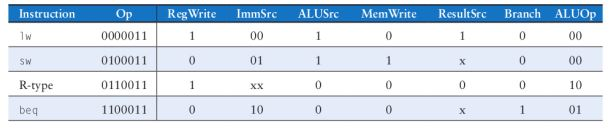 Instruction Op RegWrite ImmSrc ALUSrc MemWrite ResultSrc Branch ALUOp
lw 0000011 1 00 1 0 1 0 00
sw 0100011 0 01 1 1 x 0 00
R-type 0110011 1 xx 0 0 0 0 10
beq 1100011 0 10 0 0 x 1 01